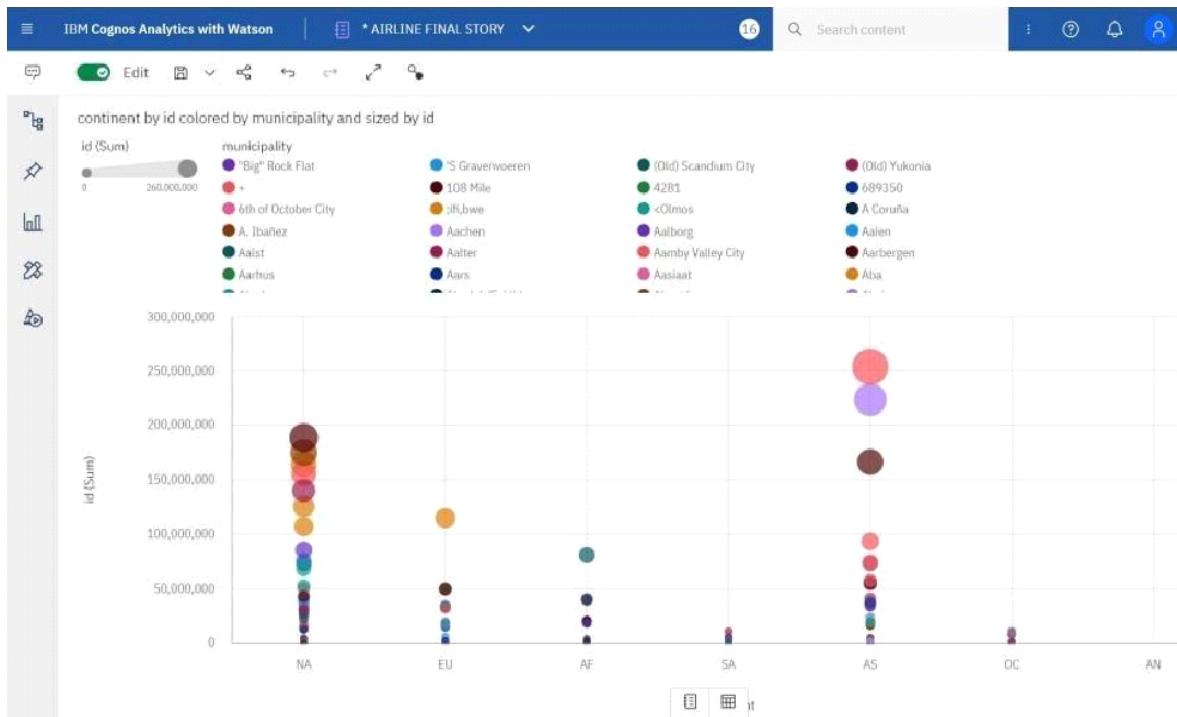 IBM Cognos Analytics with Watson
* AIRLINE FINAL STORY
16
Search content
Edit
continent by id colored by municipality and sized by id
id (Sum)
0 260,000,000
municipality
"Big" Rock Flat 'S Gravenvoeren (Old) Scandium City (Old) Yukonia
+ 108 Mile 4281 689350
6th of October City ;ifi,bwe <Olmos A Coruña
A. Ibañez Aachen Aalborg Aalen
Aalst Aalter Aamby Valley City Aarbergen
Aarhus Aars Aasiaat Aba
300,000,000
250,000,000
200,000,000
150,000,000
100,000,000
50,000,000
0
id (Sum)
NA EU AF SA AS OC AN